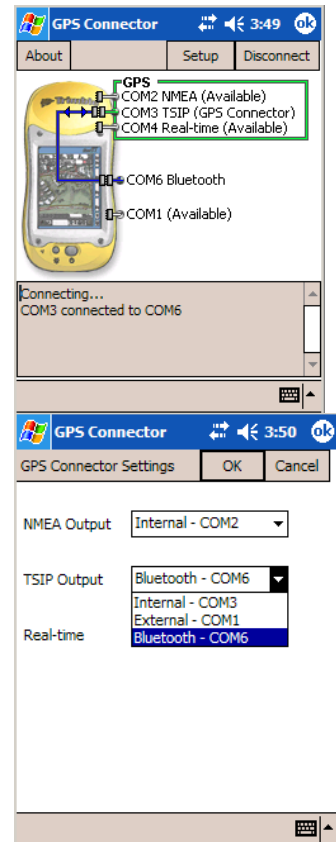 GPS Connector 3:49 ok
About Setup Disconnect
GPS
COM2 NMEA (Available)
COM3 TSIP (GPS Connector)
COM4 Real-time (Available)
Trimble
COM6 Bluetooth
COM1 (Available)
Connecting...
COM3 connected to COM6
GPS Connector 3:50 ok
GPS Connector Settings OK Cancel
NMEA Output Internal - COM2
TSIP Output Bluetooth - COM6
Internal - COM3
External - COM1
Real-time Bluetooth - COM6